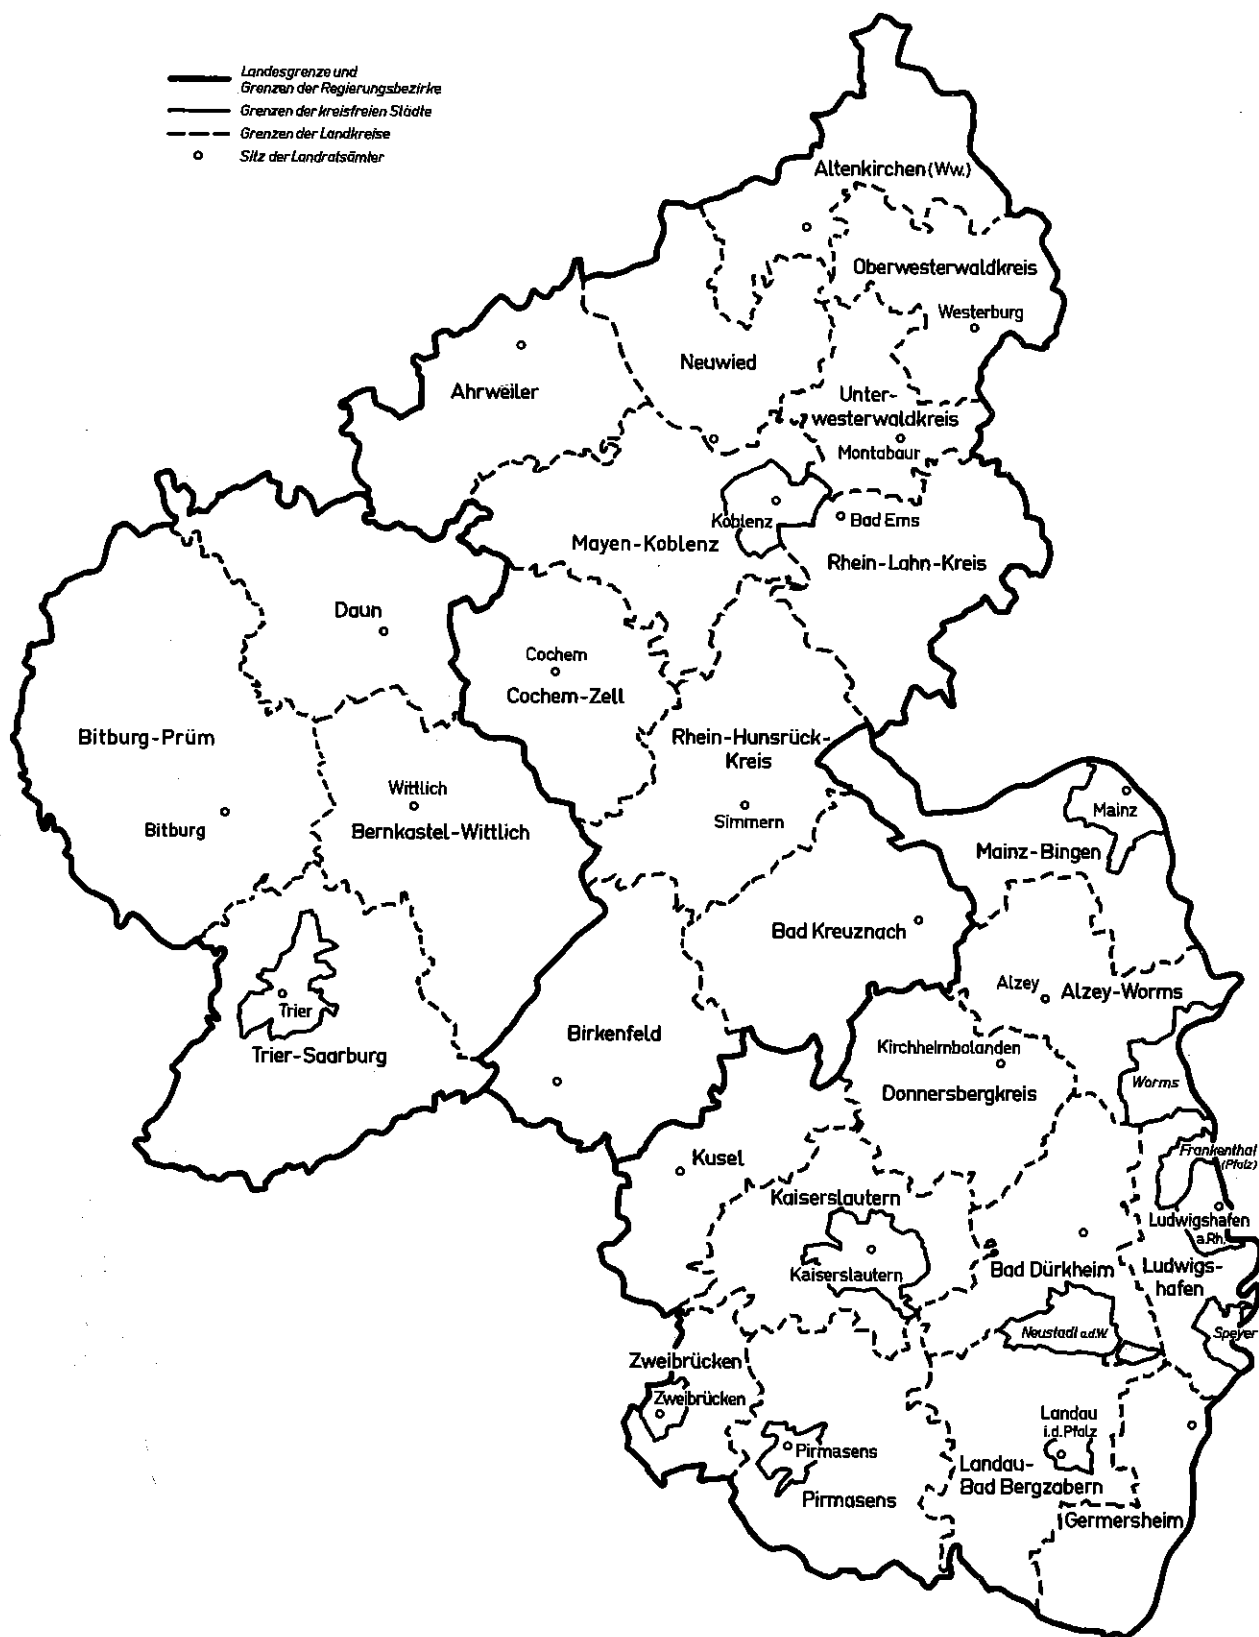 Landesgrenze und
Grenzen der Regierungsbezirke
Grenzen der kreisfreien Städte
Grenzen der Landkreise
Sitz der Landratsämter
Altenkirchen (Ww.)
Oberwesterwaldkreis
Westerburg
Neuwied
Ahrweiler
Unter-
westerwaldkreis
Montabaur
Koblenz
Bad Ems
Mayen-Koblenz
Rhein-Lahn-Kreis
Daun
Cochem
Cochem-Zell
Bitburg-Prüm
Rhein-Hunsrück-
Kreis
Wittlich
Bitburg
Bernkastel-Wittlich
Simmern
Mainz
Mainz-Bingen
Bad Kreuznach
Alzey
Alzey-Worms
Trier
Trier-Saarburg
Birkenfeld
Kirchheimbolanden
Donnersbergkreis
Worms
Kusel
Frankenthal
(Pfalz)
Kaiserslautern
Ludwigshafen
a.Rh.
Kaiserslautern
Bad Dürkheim
Ludwigs-
hafen
Neustadt a.d.W.
Speyer
Zweibrücken
Zweibrücken
Landau
i.d.Pfalz
Pirmasens
Landau-
Bad Bergzabern
Pirmasens
Germersheim